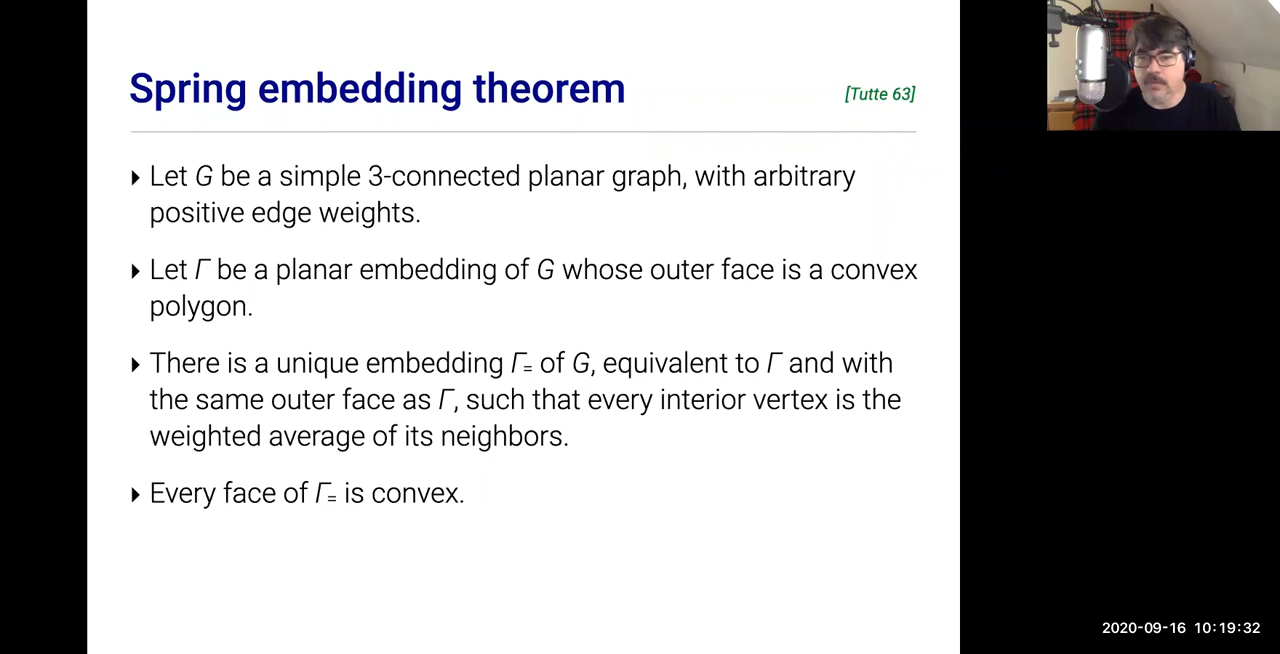 Spring embedding theorem
[Tutte 63]
▸ Let G be a simple 3-connected planar graph, with arbitrary
positive edge weights.
▸ Let Γ be a planar embedding of G whose outer face is a convex
polygon.
▸ There is a unique embedding Γ₌ of G, equivalent to Γ and with
the same outer face as Γ, such that every interior vertex is the
weighted average of its neighbors.
▸ Every face of Γ₌ is convex.
2020-09-16 10:19:32